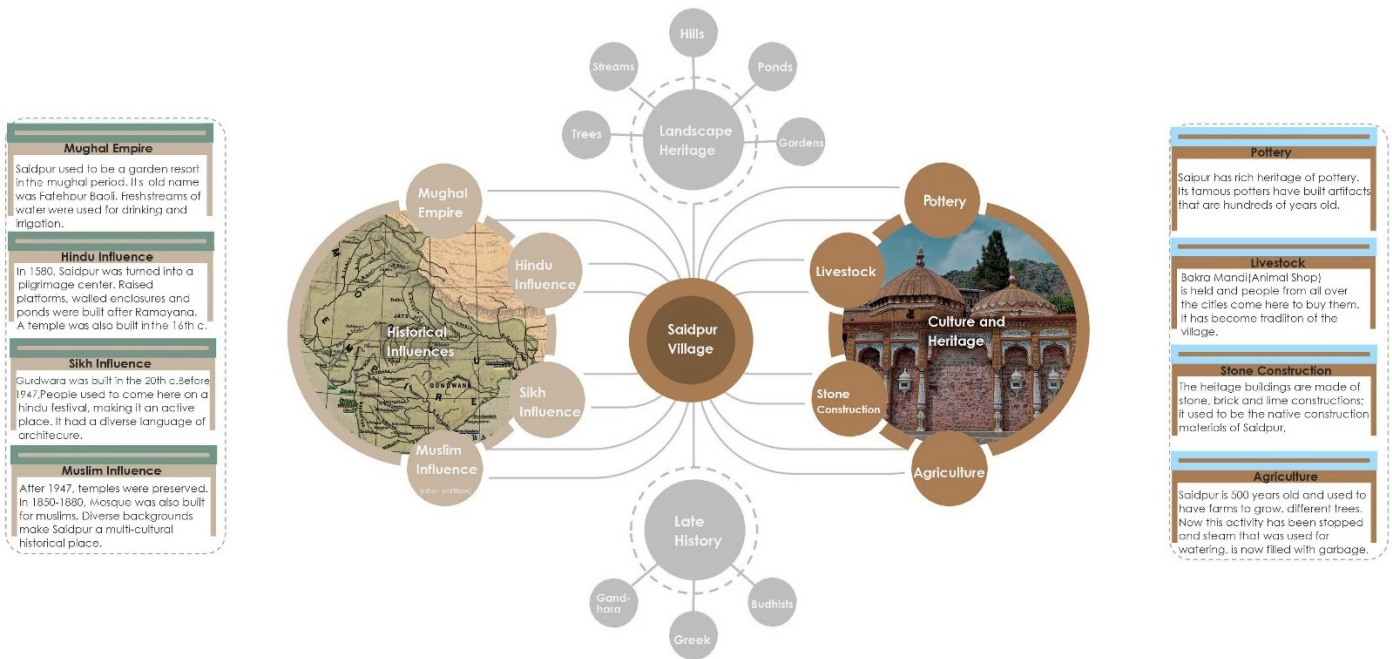 Hills
Streams
Ponds
Trees
Landscape
Heritage
Gardens
Mughal Empire
Saidpur used to be a garden resort
in the mughal period. Its old name
was Fatehpur Baoli. Fresh streams of
water were used for drinking and
irrigation.
Hindu Influence
In 1580, Saidpur was turned into a
pilgrimage center. Raised
platforms, walled enclosures and
ponds were built after Ramayana.
A temple was also built in the 16th c.
Sikh Influence
Gurdwara was built in the 20th c.Before
1947,People used to come here on a
hindu festival, making it an active
place. It had a diverse language of
architecure.
Muslim Influence
After 1947, temples were preserved.
In 1850-1880, Mosque was also built
for muslims. Diverse backgrounds
make Saidpur a multi-cultural
historical place.
Mughal
Empire
Hindu
Influence
Historical
Influences
Sikh
Influence
Muslim
Influence
GONDWANA
Saidpur
Village
Pottery
Livestock
Culture and
Heritage
Stone
Construction
Agriculture
Late
History
Gand-
hara
Greek
Budhists
Pottery
Saipur has rich heritage of pottery.
Its famous potters have built artifacts
that are hundreds of years old.
Livestock
Bakra Mandi(Animal Shop)
is held and people from all over
the cities come here to buy them.
It has become tradiiton of the
village.
Stone Construction
The heitage buildings are made of
stone, brick and lime constructions;
it used to be the native construction
materials of Saidpur.
Agriculture
Saidpur is 500 years old and used to
have farms to grow. different trees.
Now this activity has been stopped
and steam that was used for
watering, is now filled with garbage.